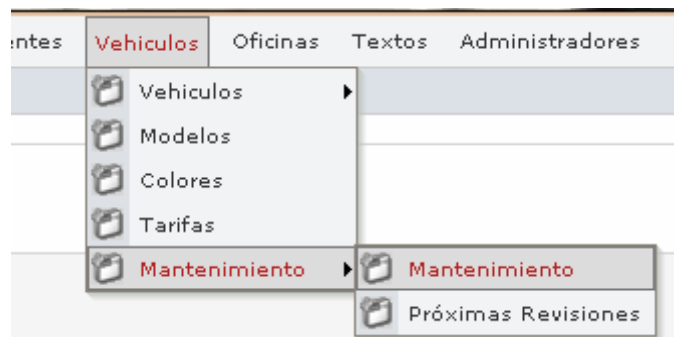 entes Vehiculos Oficinas Textos Administradores
Vehiculos
Modelos
Colores
Tarifas
Mantenimiento Mantenimiento
Próximas Revisiones